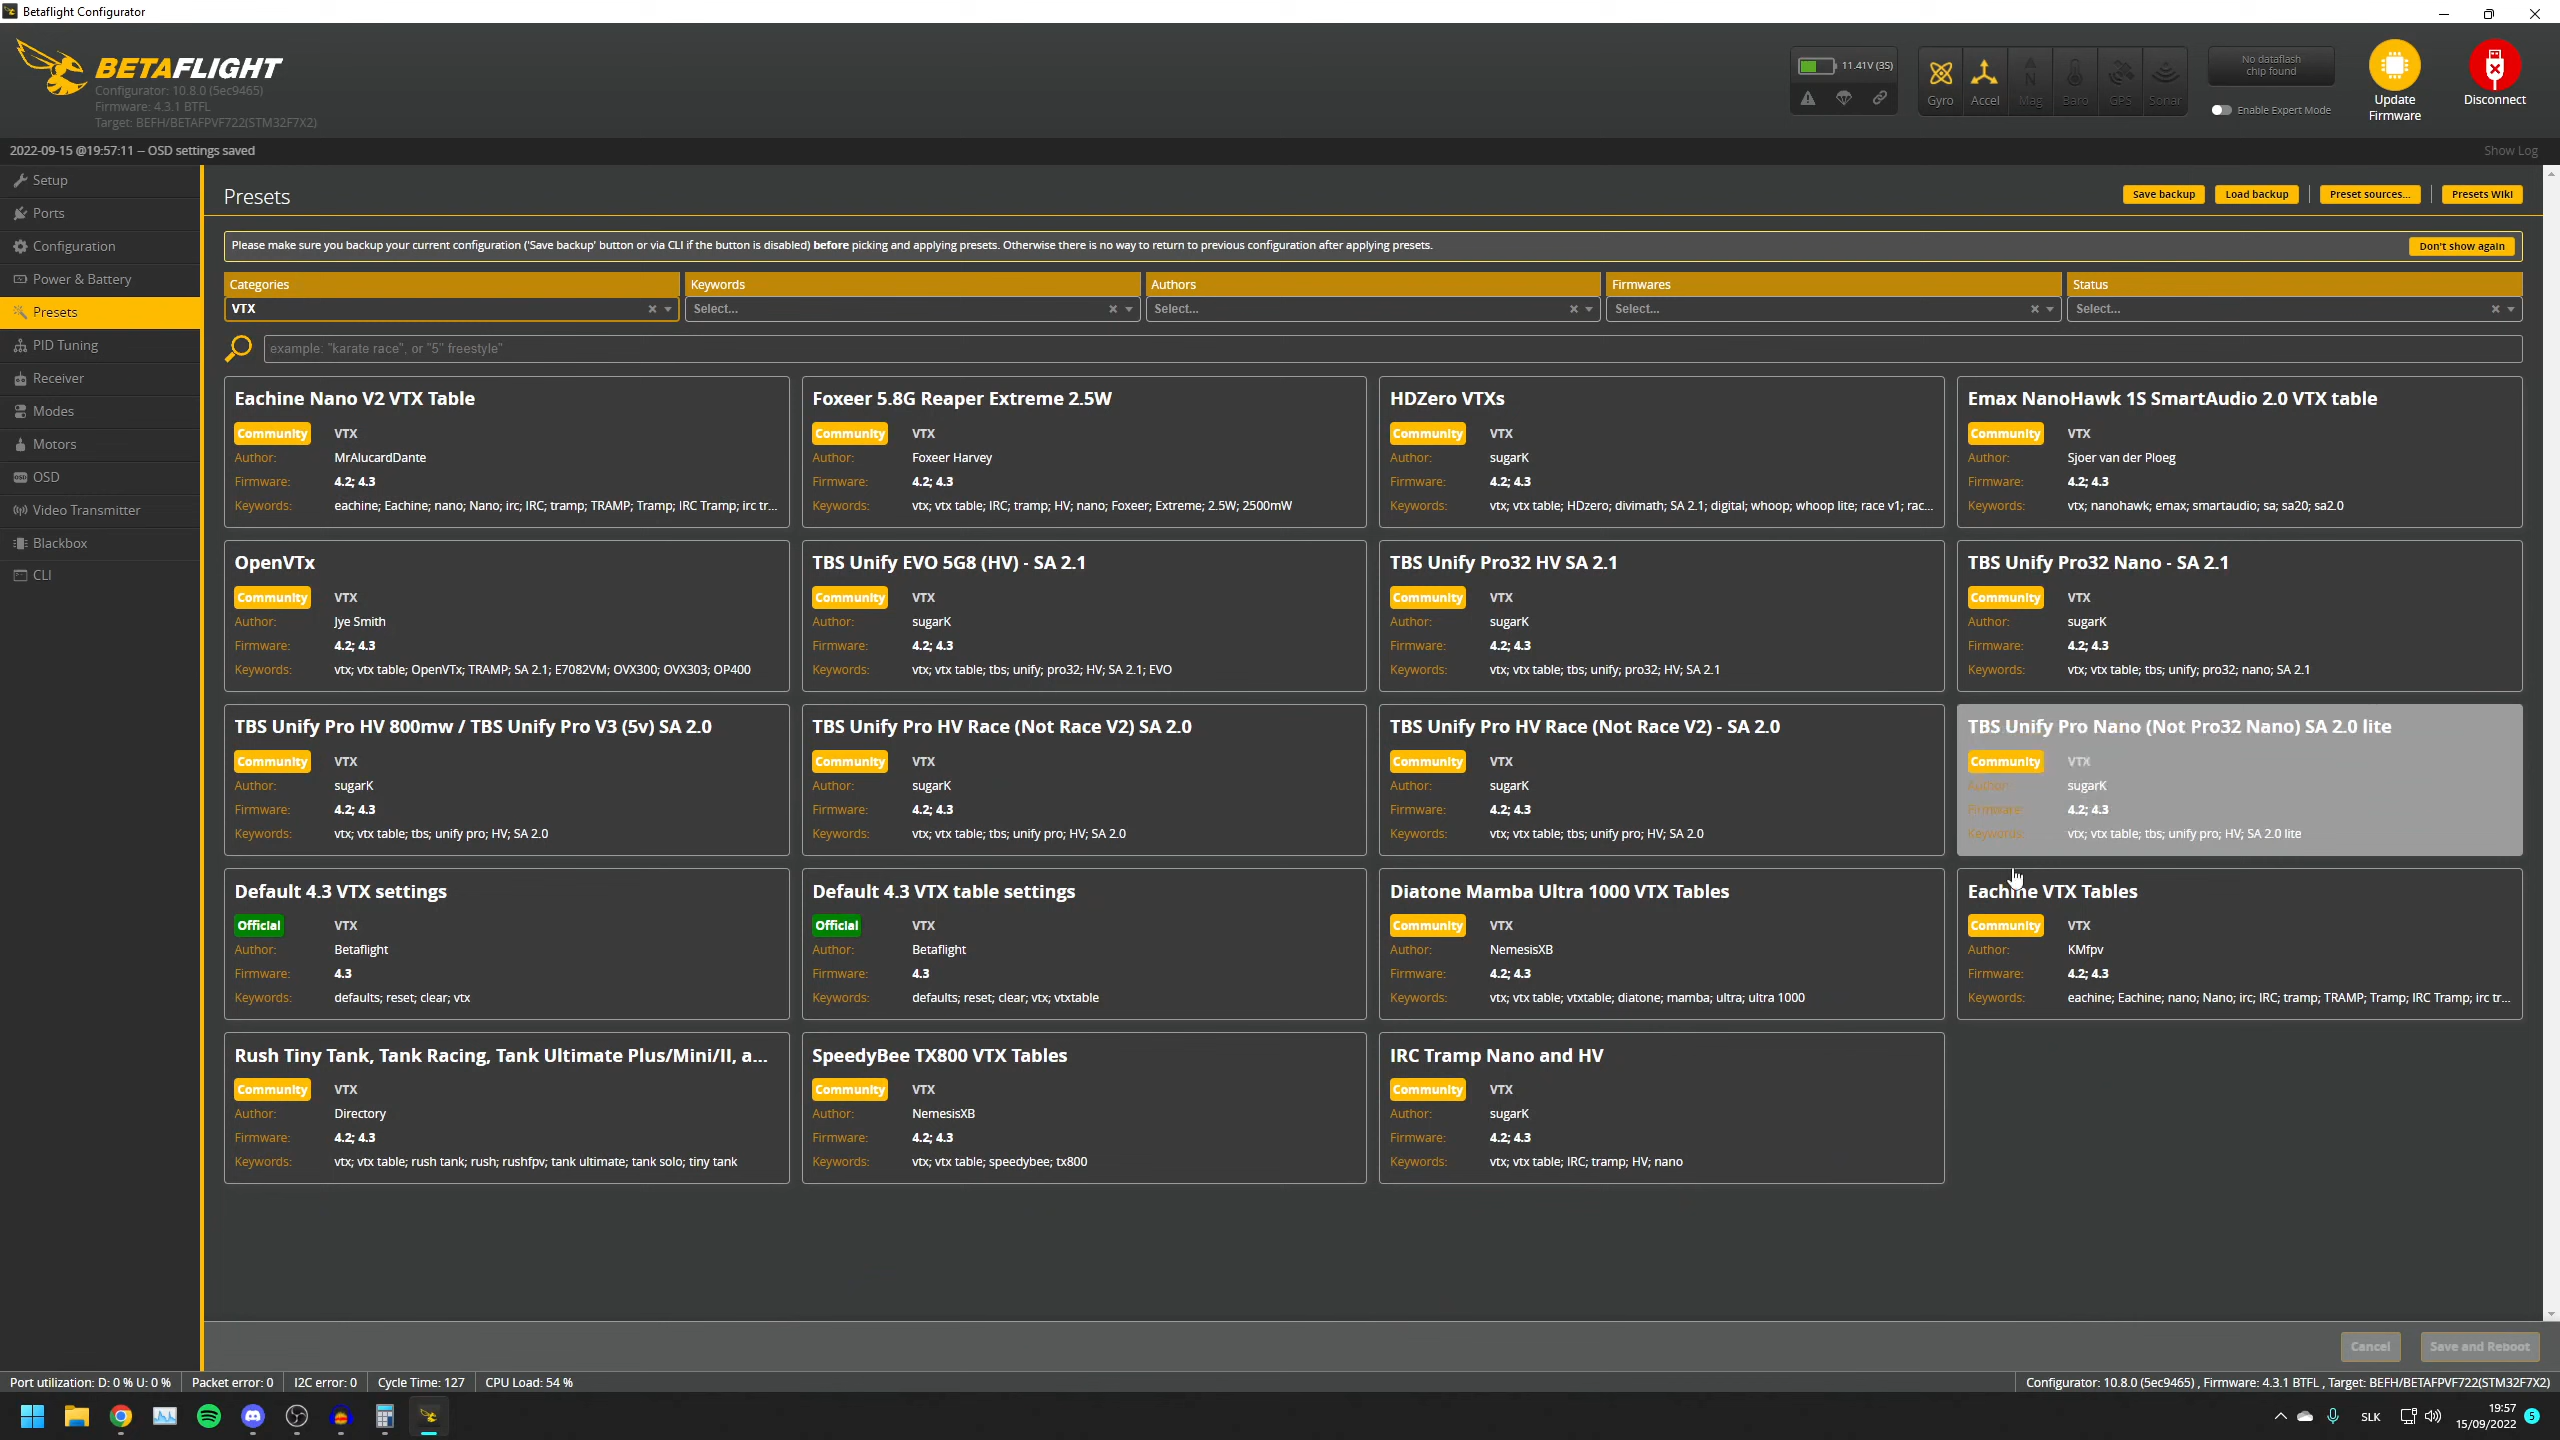 Betaflight Configurator
BETAFLIGHT
Configurator: 10.8.0 (5ec9465)
Firmware: 4.3.1 BTFL
Target: BEFH/BETAFPVF722(STM32F7X2)
11.41V (3S)
Gyro
Accel
Mag
Baro
GPS
Sonar
No dataflash
chip found
Enable Expert Mode
Update
Firmware
Disconnect
2022-09-15 @19:57:11 -- OSD settings saved
Show Log
Setup
Ports
Configuration
Power & Battery
Presets
PID Tuning
Receiver
Modes
Motors
OSD
Video Transmitter
Blackbox
CLI
Presets
Save backup
Load backup
Preset sources...
Presets Wiki
Please make sure you backup your current configuration ('Save backup' button or via CLI if the button is disabled) before picking and applying presets. Otherwise there is no way to return to previous configuration after applying presets.
Don't show again
Categories
VTX
Keywords
Select...
Authors
Select...
Firmwares
Select...
Status
Select...
example: "karate race", or "5'' freestyle"
Eachine Nano V2 VTX Table
Community VTX
Author: MrAlucardDante
Firmware: 4.2; 4.3
Keywords: eachine; Eachine; nano; Nano; irc; IRC; tramp; TRAMP; Tramp; IRC Tramp; irc tr...
Foxeer 5.8G Reaper Extreme 2.5W
Community VTX
Author: Foxeer Harvey
Firmware: 4.2; 4.3
Keywords: vtx; vtx table; IRC; tramp; HV; nano; Foxeer; Extreme; 2.5W; 2500mW
HDZero VTXs
Community VTX
Author: sugarK
Firmware: 4.2; 4.3
Keywords: vtx; vtx table; HDzero; divimath; SA 2.1; digital; whoop; whoop lite; race v1; rac...
Emax NanoHawk 1S SmartAudio 2.0 VTX table
Community VTX
Author: Sjoer van der Ploeg
Firmware: 4.2; 4.3
Keywords: vtx; nanohawk; emax; smartaudio; sa; sa20; sa2.0
OpenVTx
Community VTX
Author: Jye Smith
Firmware: 4.2; 4.3
Keywords: vtx; vtx table; OpenVTx; TRAMP; SA 2.1; E7082VM; OVX300; OVX303; OP400
TBS Unify EVO 5G8 (HV) - SA 2.1
Community VTX
Author: sugarK
Firmware: 4.2; 4.3
Keywords: vtx; vtx table; tbs; unify; pro32; HV; SA 2.1; EVO
TBS Unify Pro32 HV SA 2.1
Community VTX
Author: sugarK
Firmware: 4.2; 4.3
Keywords: vtx; vtx table; tbs; unify; pro32; HV; SA 2.1
TBS Unify Pro32 Nano - SA 2.1
Community VTX
Author: sugarK
Firmware: 4.2; 4.3
Keywords: vtx; vtx table; tbs; unify; pro32; nano; SA 2.1
TBS Unify Pro HV 800mw / TBS Unify Pro V3 (5v) SA 2.0
Community VTX
Author: sugarK
Firmware: 4.2; 4.3
Keywords: vtx; vtx table; tbs; unify pro; HV; SA 2.0
TBS Unify Pro HV Race (Not Race V2) SA 2.0
Community VTX
Author: sugarK
Firmware: 4.2; 4.3
Keywords: vtx; vtx table; tbs; unify pro; HV; SA 2.0
TBS Unify Pro HV Race (Not Race V2) - SA 2.0
Community VTX
Author: sugarK
Firmware: 4.2; 4.3
Keywords: vtx; vtx table; tbs; unify pro; HV; SA 2.0
TBS Unify Pro Nano (Not Pro32 Nano) SA 2.0 lite
Community VTX
Author: sugarK
Firmware: 4.2; 4.3
Keywords: vtx; vtx table; tbs; unify pro; HV; SA 2.0 lite
Default 4.3 VTX settings
Official VTX
Author: Betaflight
Firmware: 4.3
Keywords: defaults; reset; clear; vtx
Default 4.3 VTX table settings
Official VTX
Author: Betaflight
Firmware: 4.3
Keywords: defaults; reset; clear; vtx; vtxtable
Diatone Mamba Ultra 1000 VTX Tables
Community VTX
Author: NemesisXB
Firmware: 4.2; 4.3
Keywords: vtx; vtx table; vtxtable; diatone; mamba; ultra; ultra 1000
Eachine VTX Tables
Community VTX
Author: KMfpv
Firmware: 4.2; 4.3
Keywords: eachine; Eachine; nano; Nano; irc; IRC; tramp; TRAMP; Tramp; IRC Tramp; irc tr...
Rush Tiny Tank, Tank Racing, Tank Ultimate Plus/Mini/II, a...
Community VTX
Author: Directory
Firmware: 4.2; 4.3
Keywords: vtx; vtx table; rush tank; rush; rushfpv; tank ultimate; tank solo; tiny tank
SpeedyBee TX800 VTX Tables
Community VTX
Author: NemesisXB
Firmware: 4.2; 4.3
Keywords: vtx; vtx table; speedybee; tx800
IRC Tramp Nano and HV
Community VTX
Author: sugarK
Firmware: 4.2; 4.3
Keywords: vtx; vtx table; IRC; tramp; HV; nano
Cancel
Save and Reboot
Port utilization: D: 0 % U: 0 %
Packet error: 0
I2C error: 0
Cycle Time: 127
CPU Load: 54 %
Configurator: 10.8.0 (5ec9465) , Firmware: 4.3.1 BTFL , Target: BEFH/BETAFPVF722(STM32F7X2)
SLK
19:57
15/09/2022
5